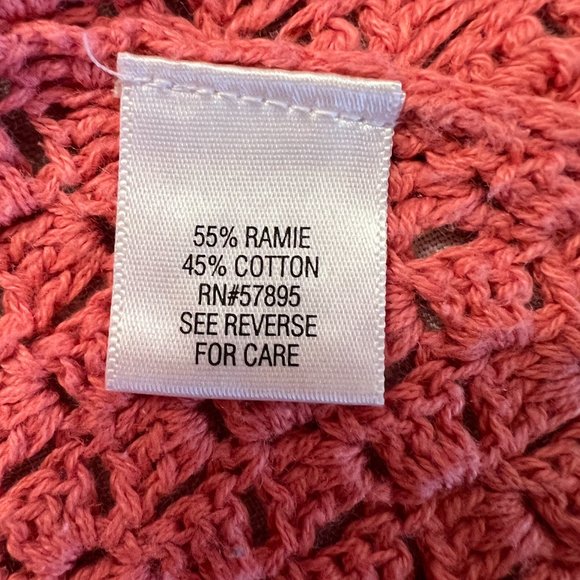 55% RAMIE
45% COTTON
RN#57895
SEE REVERSE
FOR CARE